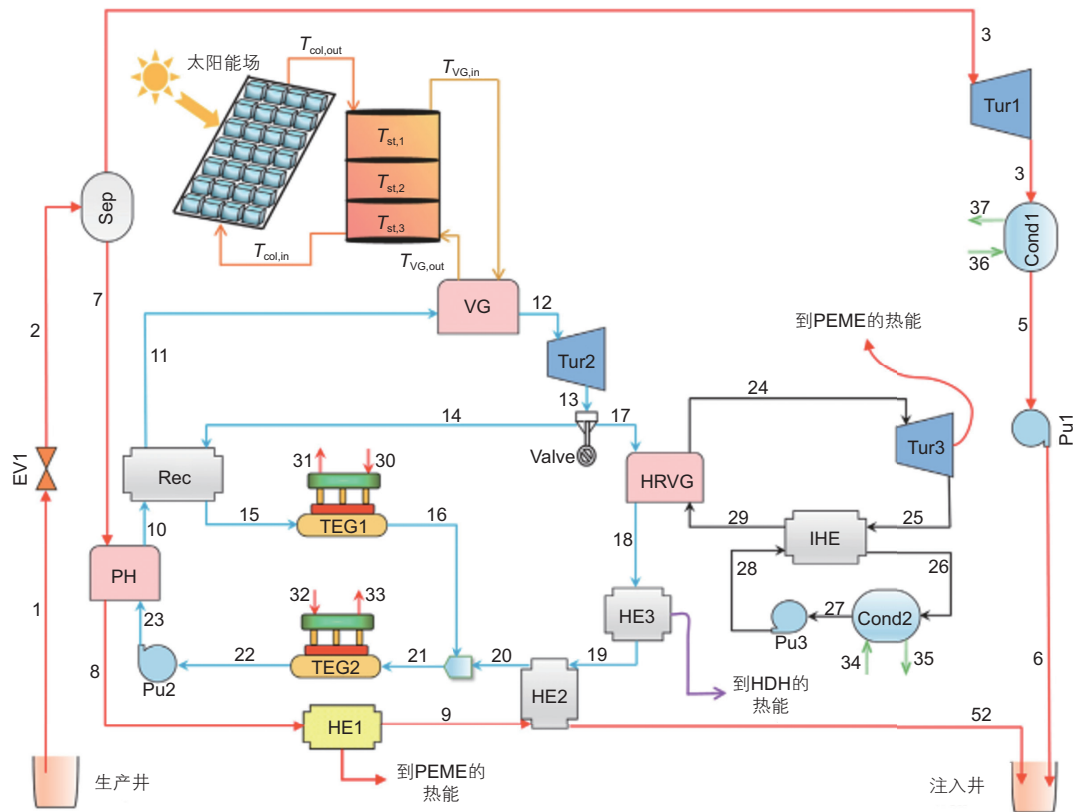 3
太阳能场
T_col,out
T_VG,in
Tur1
T_st,1
T_st,2
T_st,3
Sep
3
37
Cond1
36
T_col,in
T_VG,out
7
VG
12
2
到PEME的
热能
5
11
Tur2
13
14
17
24
Valve
Tur3
Pu1
EV1
Rec
31
30
HRVG
15
TEG1
16
29
25
10
IHE
18
PH
28
26
32
33
23
HE3
27
Cond2
Pu3
1
22
TEG2
21
20
19
34
35
6
8
Pu2
HE2
到HDH的
热能
HE1
9
52
生产井
到PEME的
热能
注入井